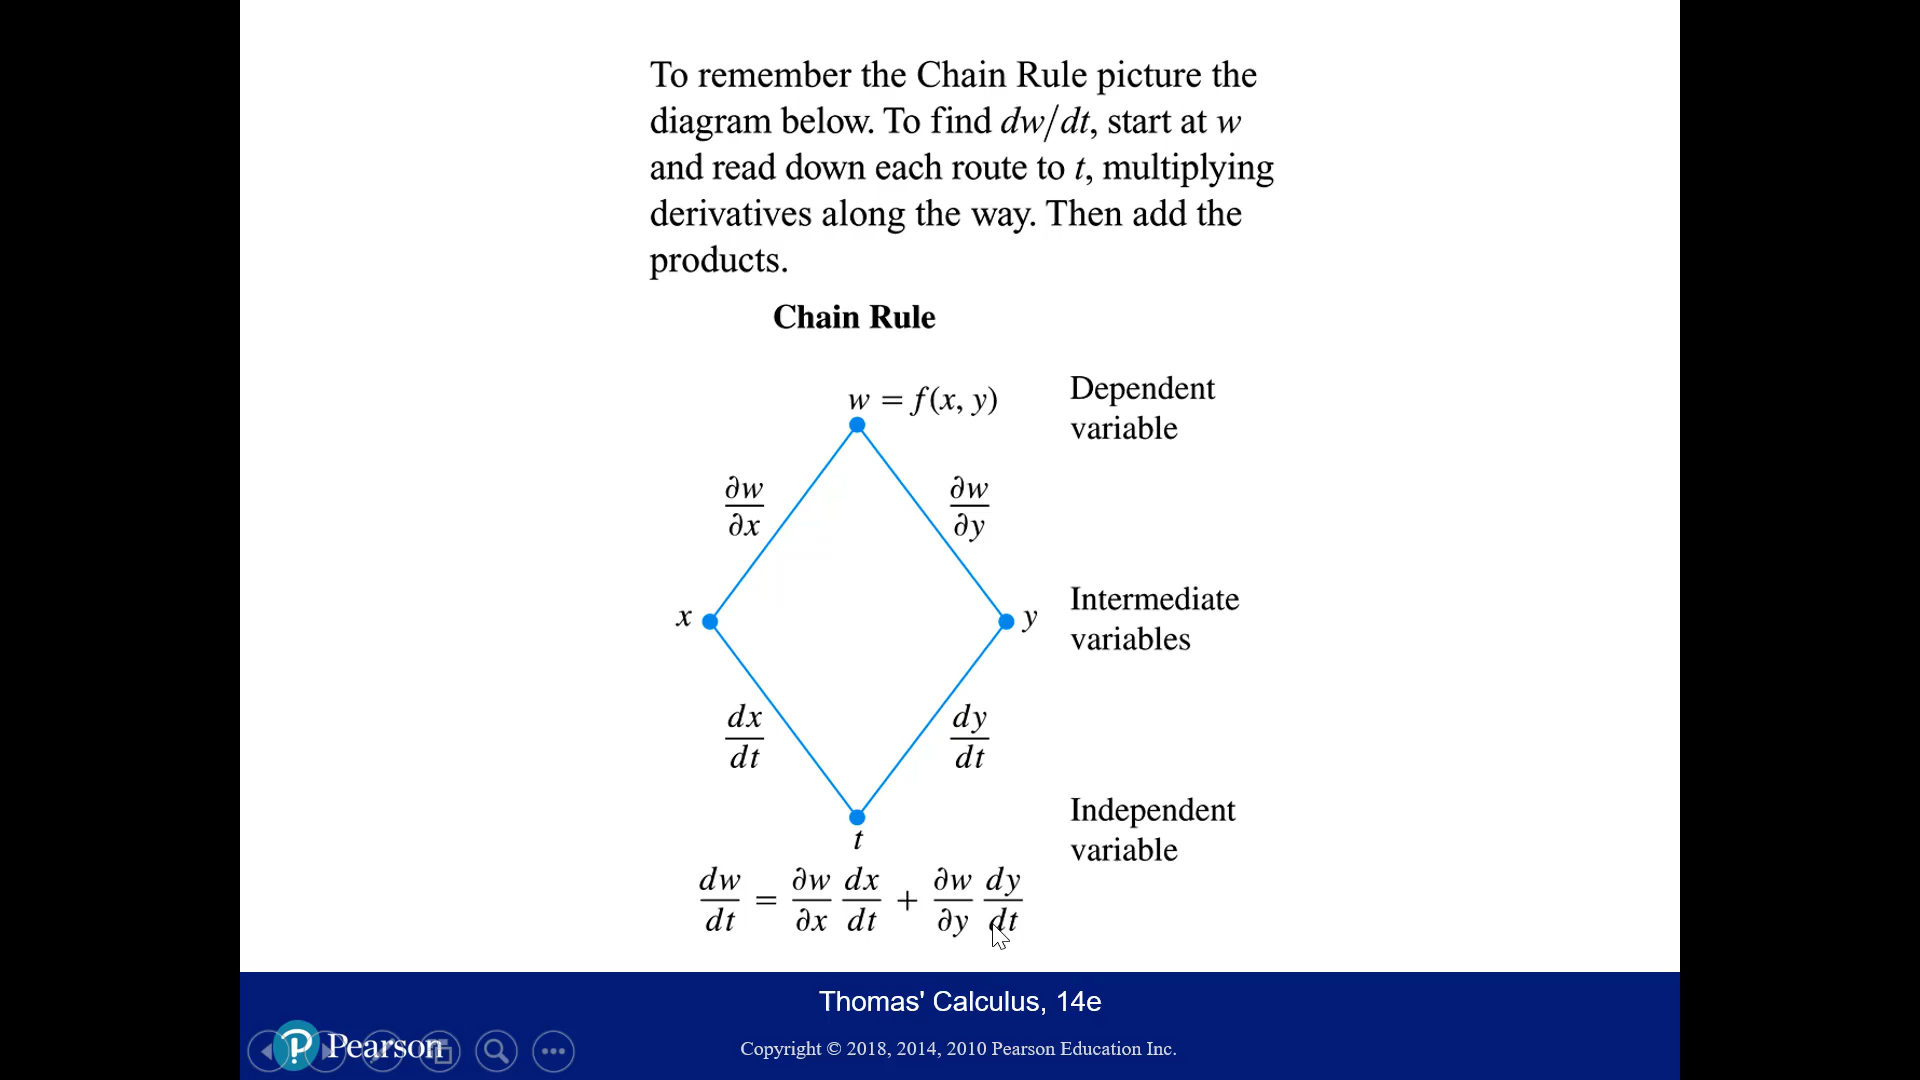 To remember the Chain Rule picture the
diagram below. To find dw/dt, start at w
and read down each route to t, multiplying
derivatives along the way. Then add the
products.
Chain Rule
w = f(x, y)
Dependent
variable
∂w/∂x
∂w/∂y
x
y
Intermediate
variables
dx/dt
dy/dt
t
Independent
variable
dw/dt = ∂w/∂x dx/dt + ∂w/∂y dy/dt
Thomas' Calculus, 14e
Pearson
Copyright © 2018, 2014, 2010 Pearson Education Inc.